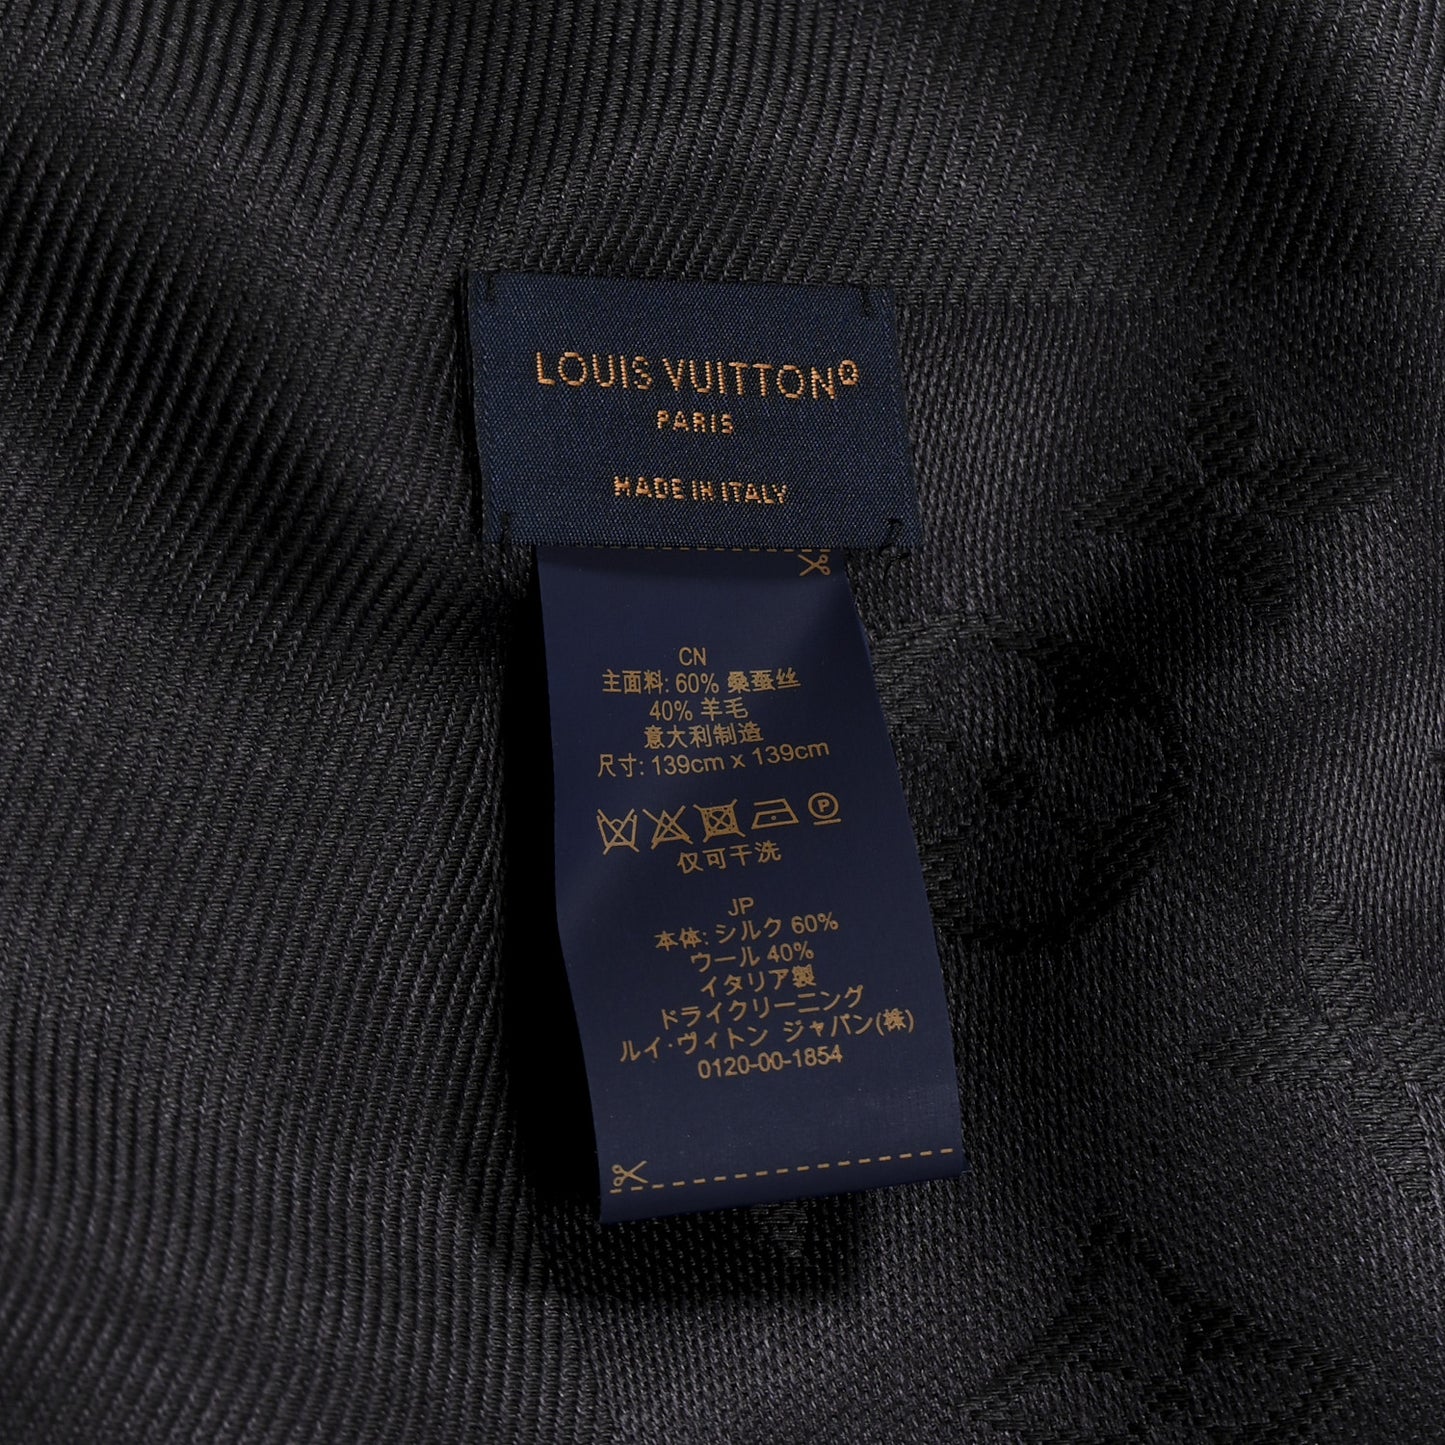 LOUIS VUITTON®
PARIS
MADE IN ITALY
CN
主面料: 60% 桑蚕丝
40% 羊毛
意大利制造
尺寸: 139cm x 139cm
P
仅可干洗
JP
本体: シルク 60%
ウール 40%
イタリア製
ドライクリーニング
ルイ·ヴィトン ジャパン(株)
0120-00-1854